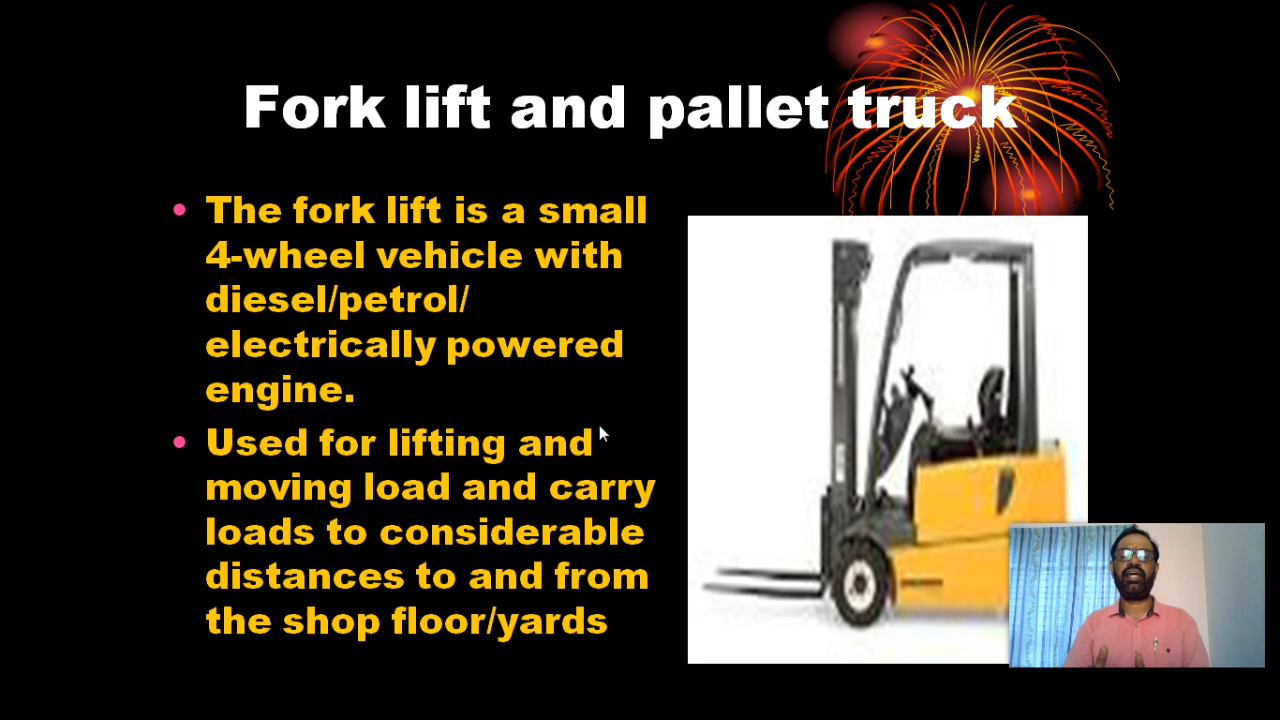 Fork lift and pallet truck
• The fork lift is a small
4-wheel vehicle with
diesel/petrol/
electrically powered
engine.
• Used for lifting and
moving load and carry
loads to considerable
distances to and from
the shop floor/yards